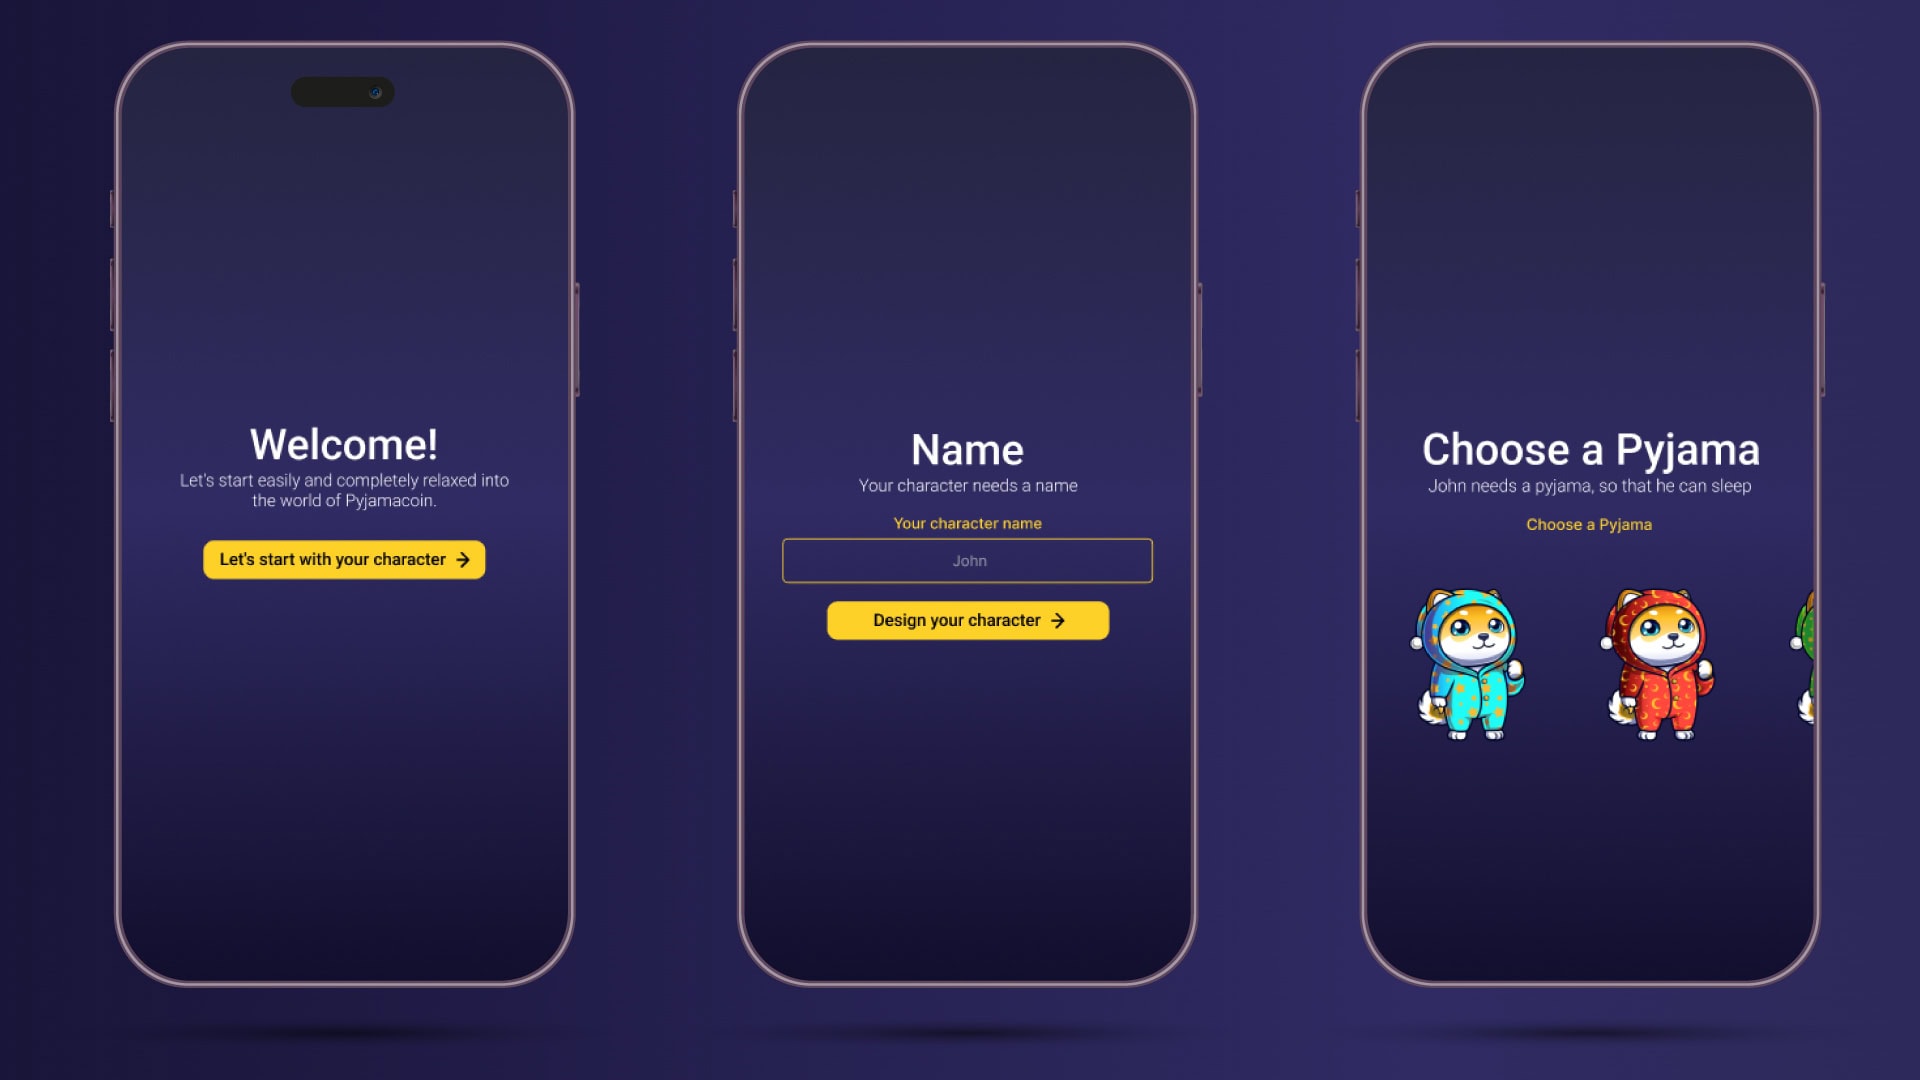 Welcome!
Let's start easily and completely relaxed into
the world of Pyjamacoin.
Let's start with your character
Name
Your character needs a name
Your character name
John
Design your character
Choose a Pyjama
John needs a pyjama, so that he can sleep
Choose a Pyjama